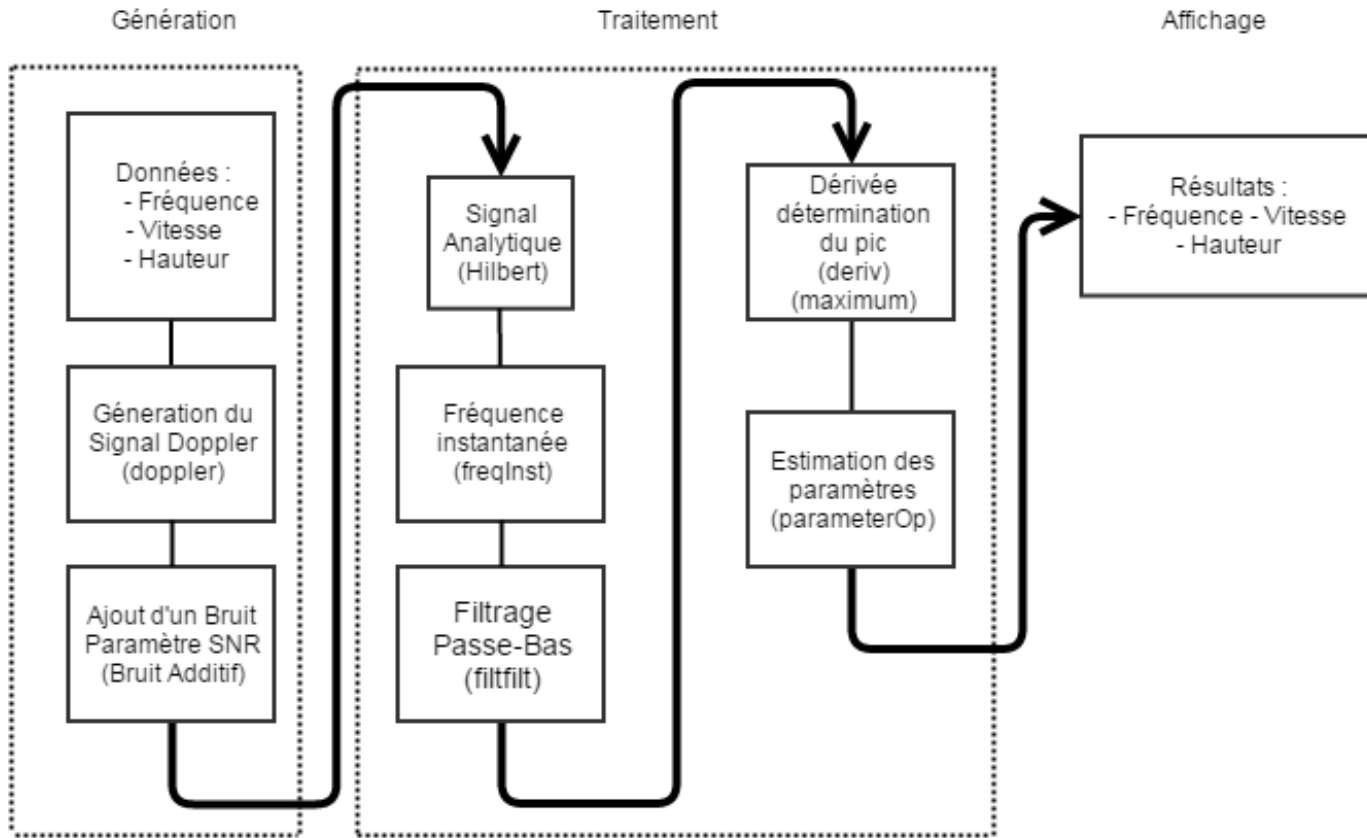 Génération
Traitement
Affichage
Données :
- Fréquence
- Vitesse
- Hauteur
Géneration du
Signal Doppler
(doppler)
Ajout d'un Bruit
Paramètre SNR
(Bruit Additif)
Signal
Analytique
(Hilbert)
Fréquence
instantanée
(freqInst)
Filtrage
Passe-Bas
(filtfilt)
Dérivée
détermination
du pic
(deriv)
(maximum)
Estimation des
paramètres
(parameterOp)
Résultats :
- Fréquence - Vitesse
- Hauteur